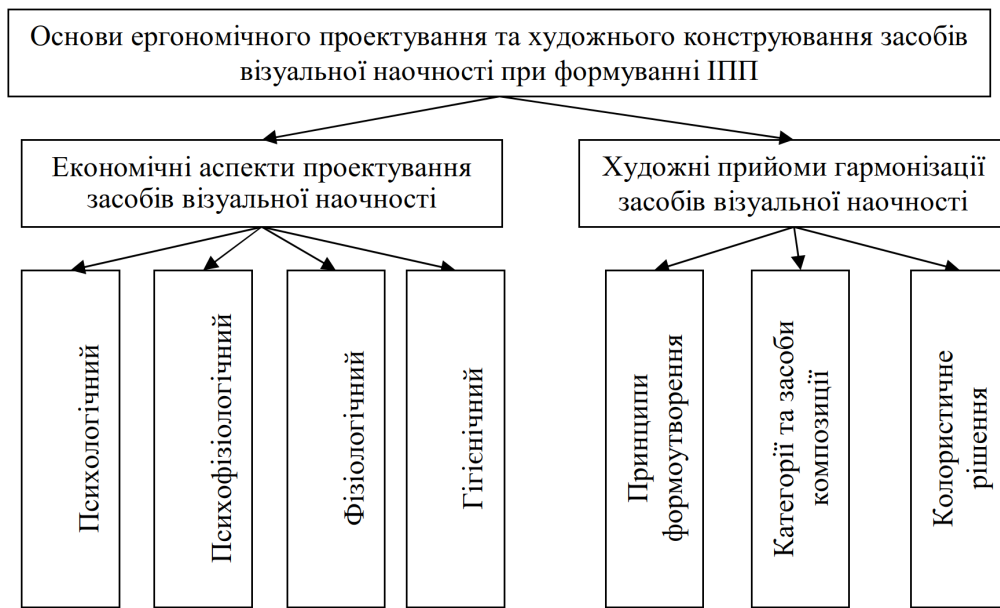 Основи ергономічного проектування та художнього конструювання засобів
візуальної наочності при формуванні ІПП
Економічні аспекти проектування
засобів візуальної наочності
Художні прийоми гармонізації
засобів візуальної наочності
Психологічний
Психофізіологічний
Фізіологічний
Гігієнічний
Принципи
формоутворення
Категорії та засоби
композиції
Колористичне
рішення